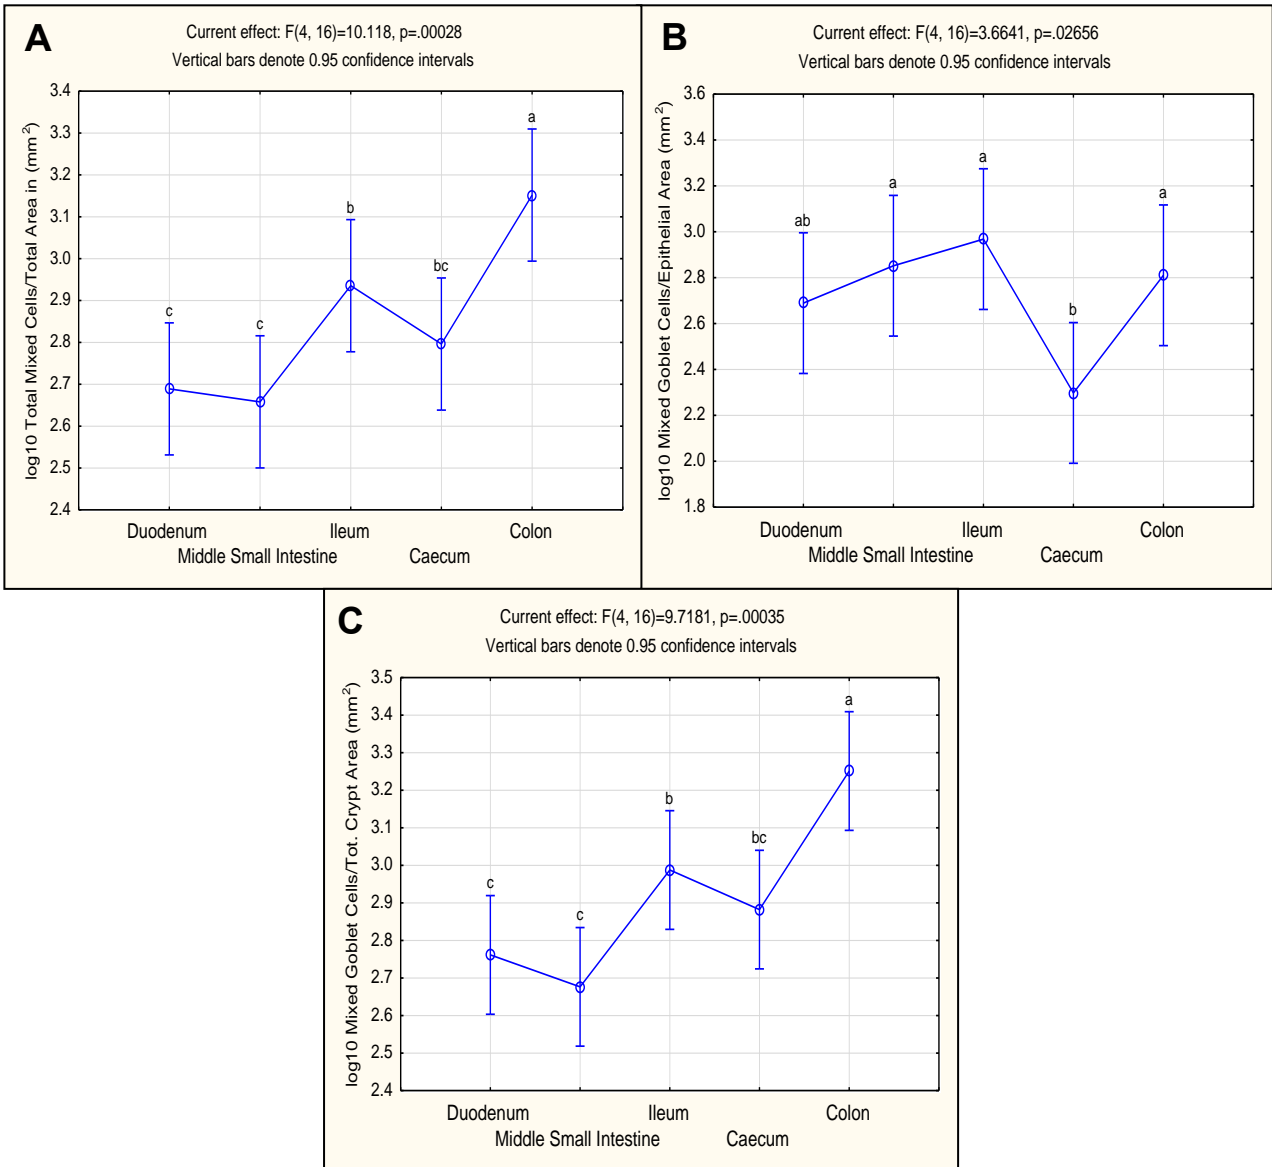 A
Current effect: F(4, 16)=10.118, p=.00028
Vertical bars denote 0.95 confidence intervals
log10 Total Mixed Cells/Total Area in (mm²)
3.4
3.3
3.2
3.1
3.0
2.9
2.8
2.7
2.6
2.5
2.4
c
c
b
bc
a
Duodenum Ileum Colon
Middle Small Intestine Caecum
B
Current effect: F(4, 16)=3.6641, p=.02656
Vertical bars denote 0.95 confidence intervals
log10 Mixed Goblet Cells/Epithelial Area (mm²)
3.6
3.4
3.2
3.0
2.8
2.6
2.4
2.2
2.0
1.8
ab
a
a
b
a
Duodenum Ileum Colon
Middle Small Intestine Caecum
C
Current effect: F(4, 16)=9.7181, p=.00035
Vertical bars denote 0.95 confidence intervals
log10 Mixed Goblet Cells/Tot. Crypt Area (mm²)
3.5
3.4
3.3
3.2
3.1
3.0
2.9
2.8
2.7
2.6
2.5
2.4
c
c
b
bc
a
Duodenum Ileum Colon
Middle Small Intestine Caecum